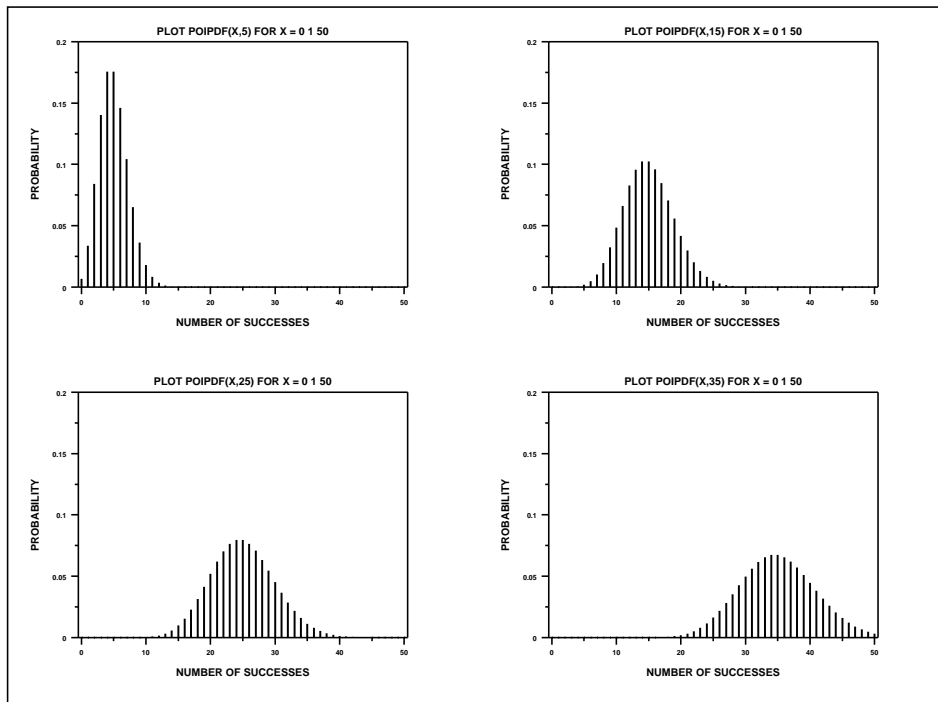 PLOT POIPDF(X,5) FOR X = 0 1 50
0.2
0.15
0.1
0.05
0
PROBABILITY
0 10 20 30 40 50
NUMBER OF SUCCESSES
PLOT POIPDF(X,15) FOR X = 0 1 50
0.2
0.15
0.1
0.05
0
PROBABILITY
0 10 20 30 40 50
NUMBER OF SUCCESSES
PLOT POIPDF(X,25) FOR X = 0 1 50
0.2
0.15
0.1
0.05
0
PROBABILITY
0 10 20 30 40 50
NUMBER OF SUCCESSES
PLOT POIPDF(X,35) FOR X = 0 1 50
0.2
0.15
0.1
0.05
0
PROBABILITY
0 10 20 30 40 50
NUMBER OF SUCCESSES